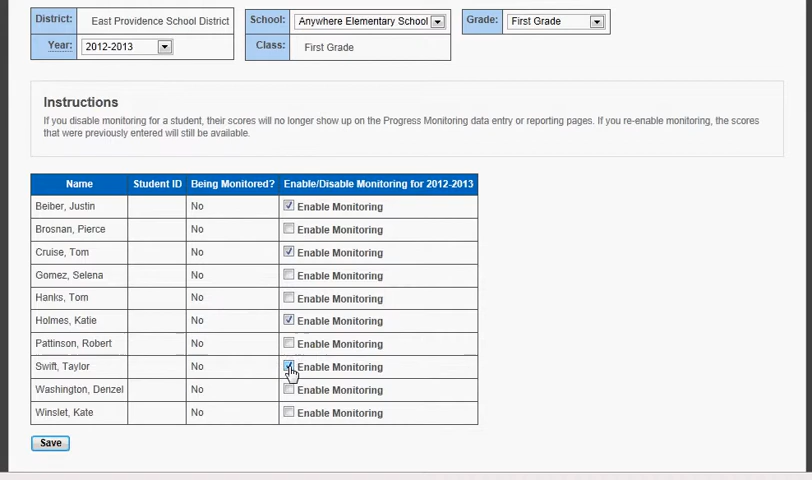 District: East Providence School District School: Anywhere Elementary School Grade: First Grade
Year: 2012-2013 Class: First Grade
Instructions
If you disable monitoring for a student, their scores will no longer show up on the Progress Monitoring data entry or reporting pages. If you re-enable monitoring, the scores
that were previously entered will still be available.
Name Student ID Being Monitored? Enable/Disable Monitoring for 2012-2013
Beiber, Justin No Enable Monitoring
Brosnan, Pierce No Enable Monitoring
Cruise, Tom No Enable Monitoring
Gomez, Selena No Enable Monitoring
Hanks, Tom No Enable Monitoring
Holmes, Katie No Enable Monitoring
Pattinson, Robert No Enable Monitoring
Swift, Taylor No Enable Monitoring
Washington, Denzel No Enable Monitoring
Winslet, Kate No Enable Monitoring
Save